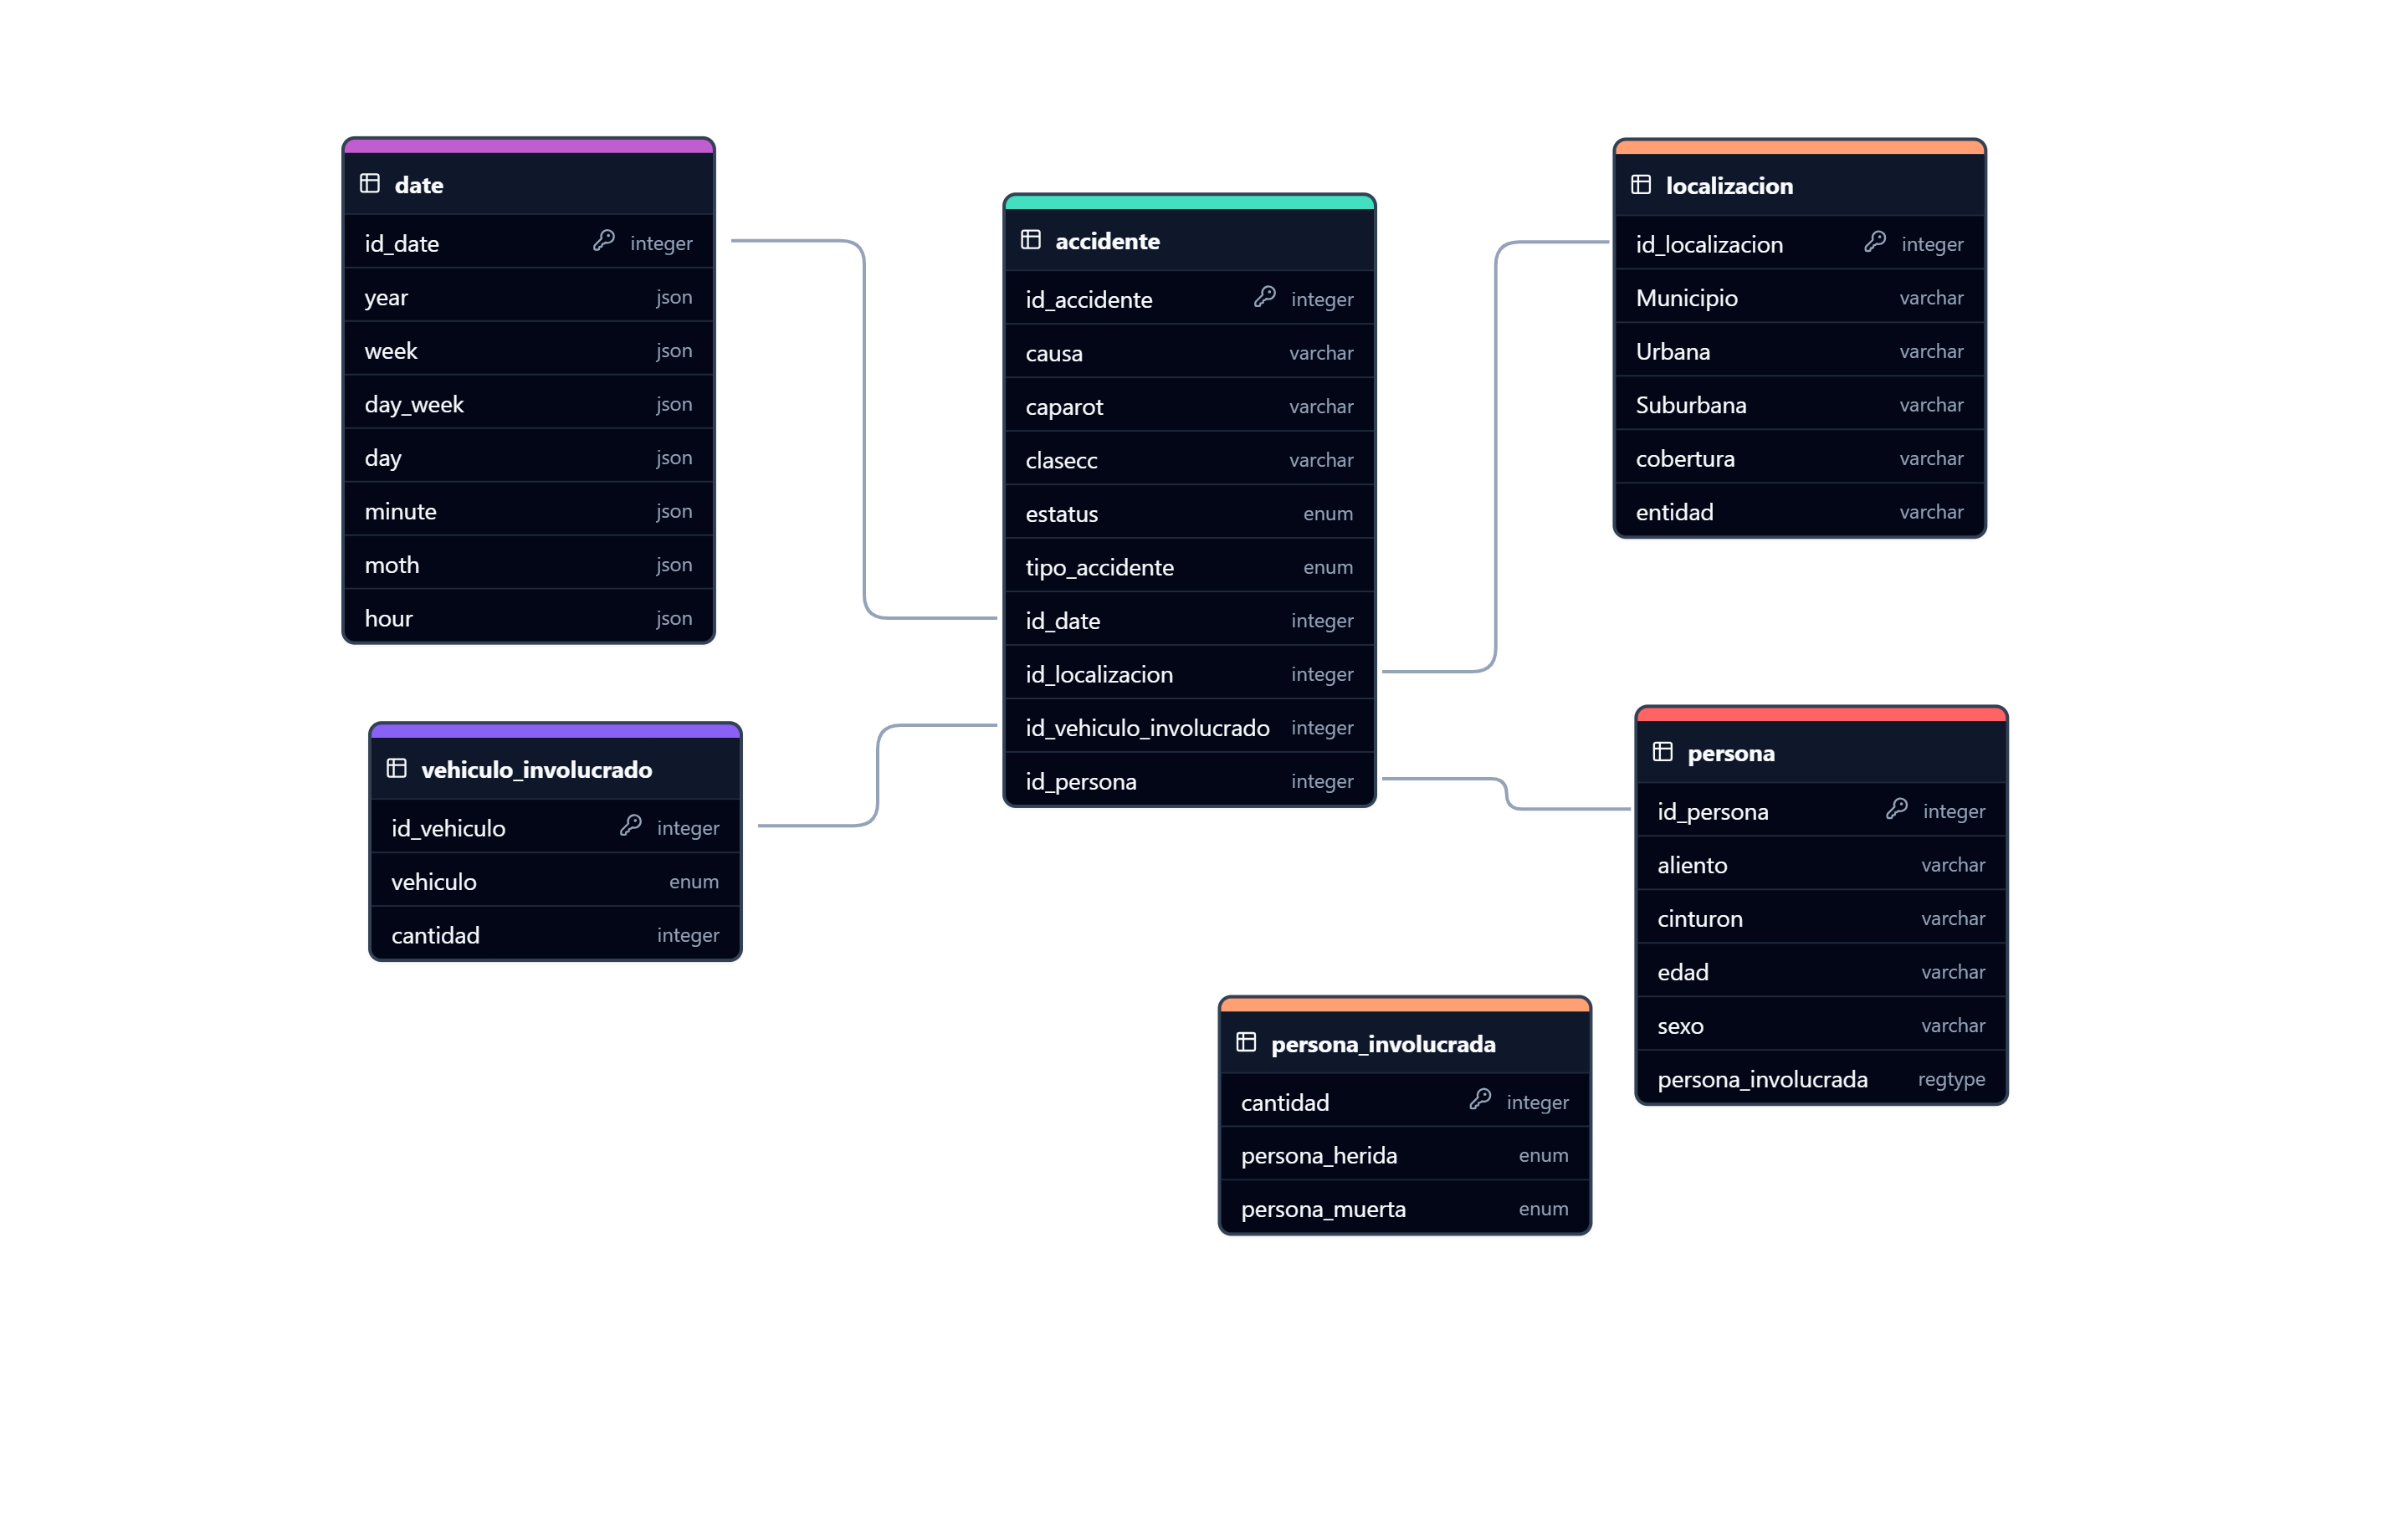 date
id_date integer
year json
week json
day_week json
day json
minute json
moth json
hour json
accidente
id_accidente integer
causa varchar
caparot varchar
clasecc varchar
estatus enum
tipo_accidente enum
id_date integer
id_localizacion integer
id_vehiculo_involucrado integer
id_persona integer
localizacion
id_localizacion integer
Municipio varchar
Urbana varchar
Suburbana varchar
cobertura varchar
entidad varchar
vehiculo_involucrado
id_vehiculo integer
vehiculo enum
cantidad integer
persona
id_persona integer
aliento varchar
cinturon varchar
edad varchar
sexo varchar
persona_involucrada regtype
persona_involucrada
cantidad integer
persona_herida enum
persona_muerta enum